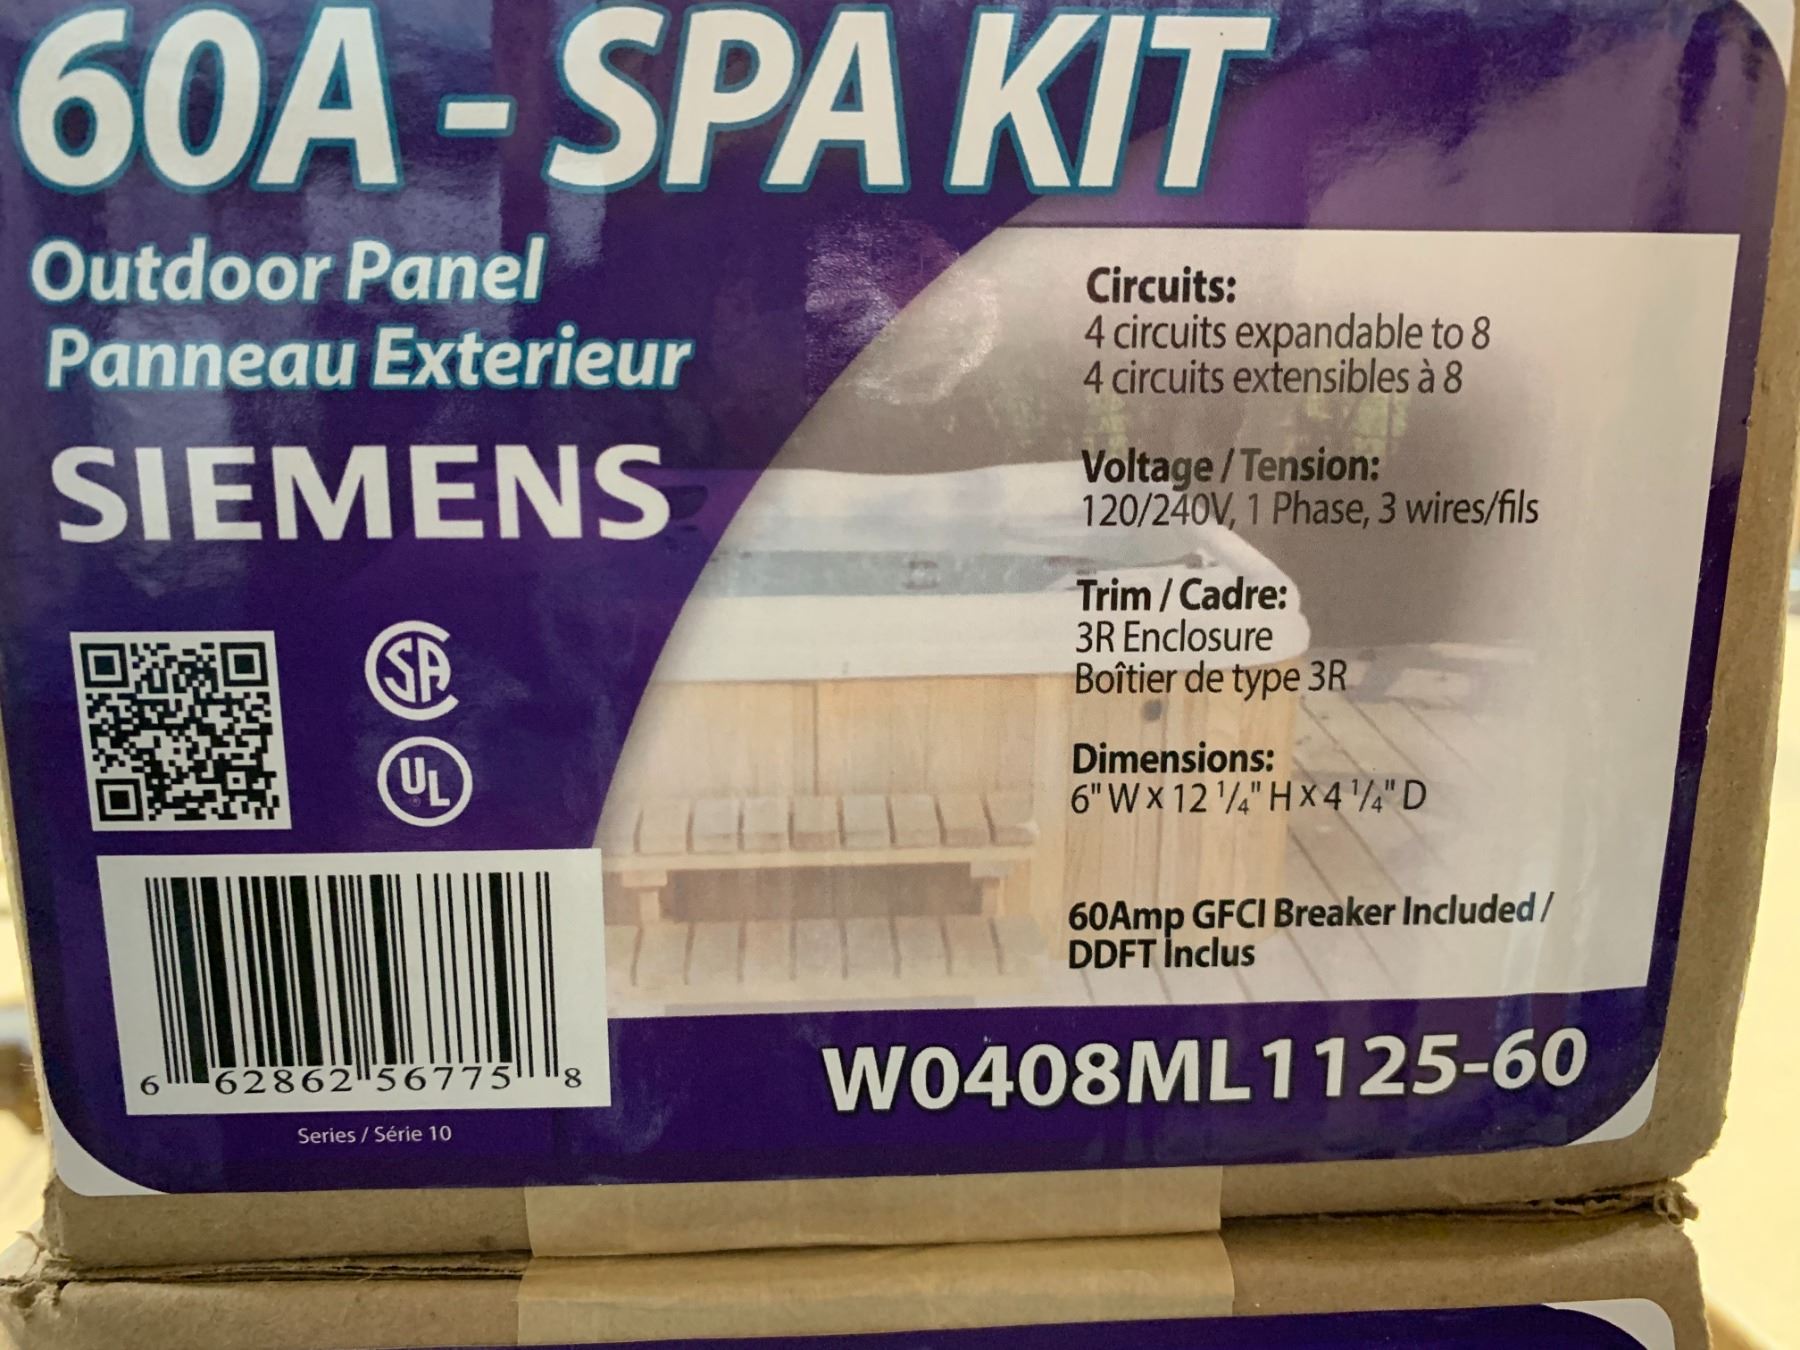 60A - SPA KIT
Outdoor Panel
Panneau Exterieur
SIEMENS
Circuits:
4 circuits expandable to 8
4 circuits extensibles à 8
Voltage / Tension:
120/240V, 1 Phase, 3 wires/fils
Trim / Cadre:
3R Enclosure
Boîtier de type 3R
Dimensions:
6" W X 12 1/4" H X 4 1/4" D
60Amp GFCI Breaker Included /
DDFT Inclus
SA
UL
6 62862 56775 8
Series / Série 10
W0408ML1125-60